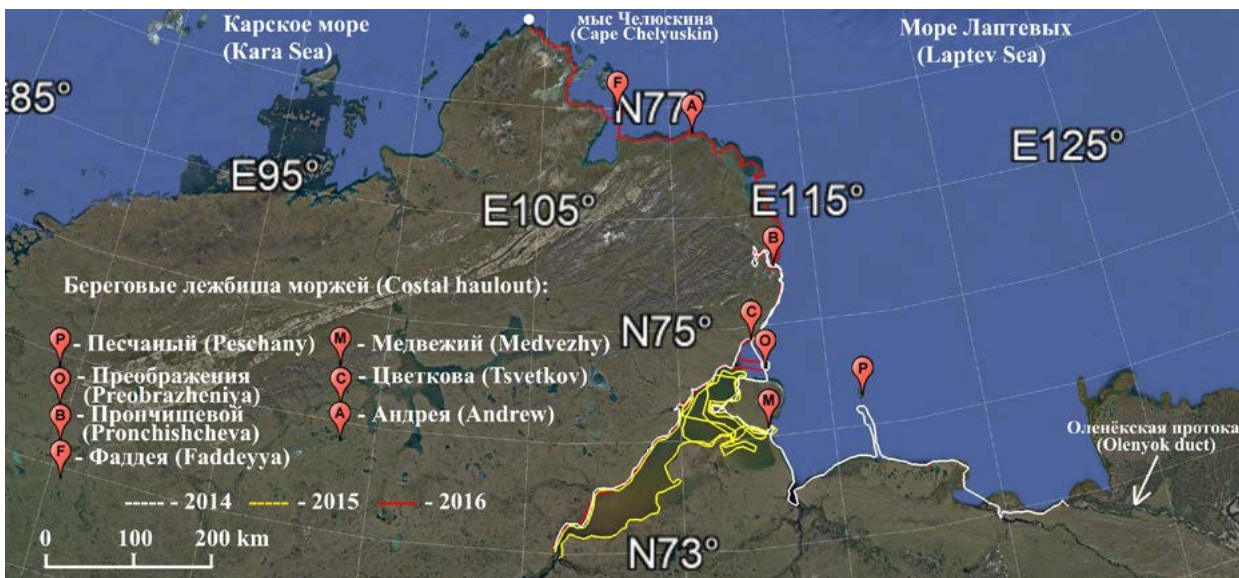 Карское море
(Kara Sea)
мыс Челюскина
(Cape Chelyuskin)
Море Лаптевых
(Laptev Sea)
E85°
F
N77°
A
E125°
E95°
E105°
E115°
B
Береговые лежбища моржей (Costal haulout):
P - Песчаный (Peschany)
M - Медвежий (Medvezhy)
O - Преображения
(Preobrazheniya)
C - Цветкова (Tsvetkov)
B - Прончищевой
(Pronchishcheva)
A - Андрея (Andrew)
F - Фаддея (Faddeyya)
C
N75°
O
P
M
Оленёкская протока
(Olenyok duct)
----- - 2014 ----- - 2015 ----- - 2016
0 100 200 km
N73°